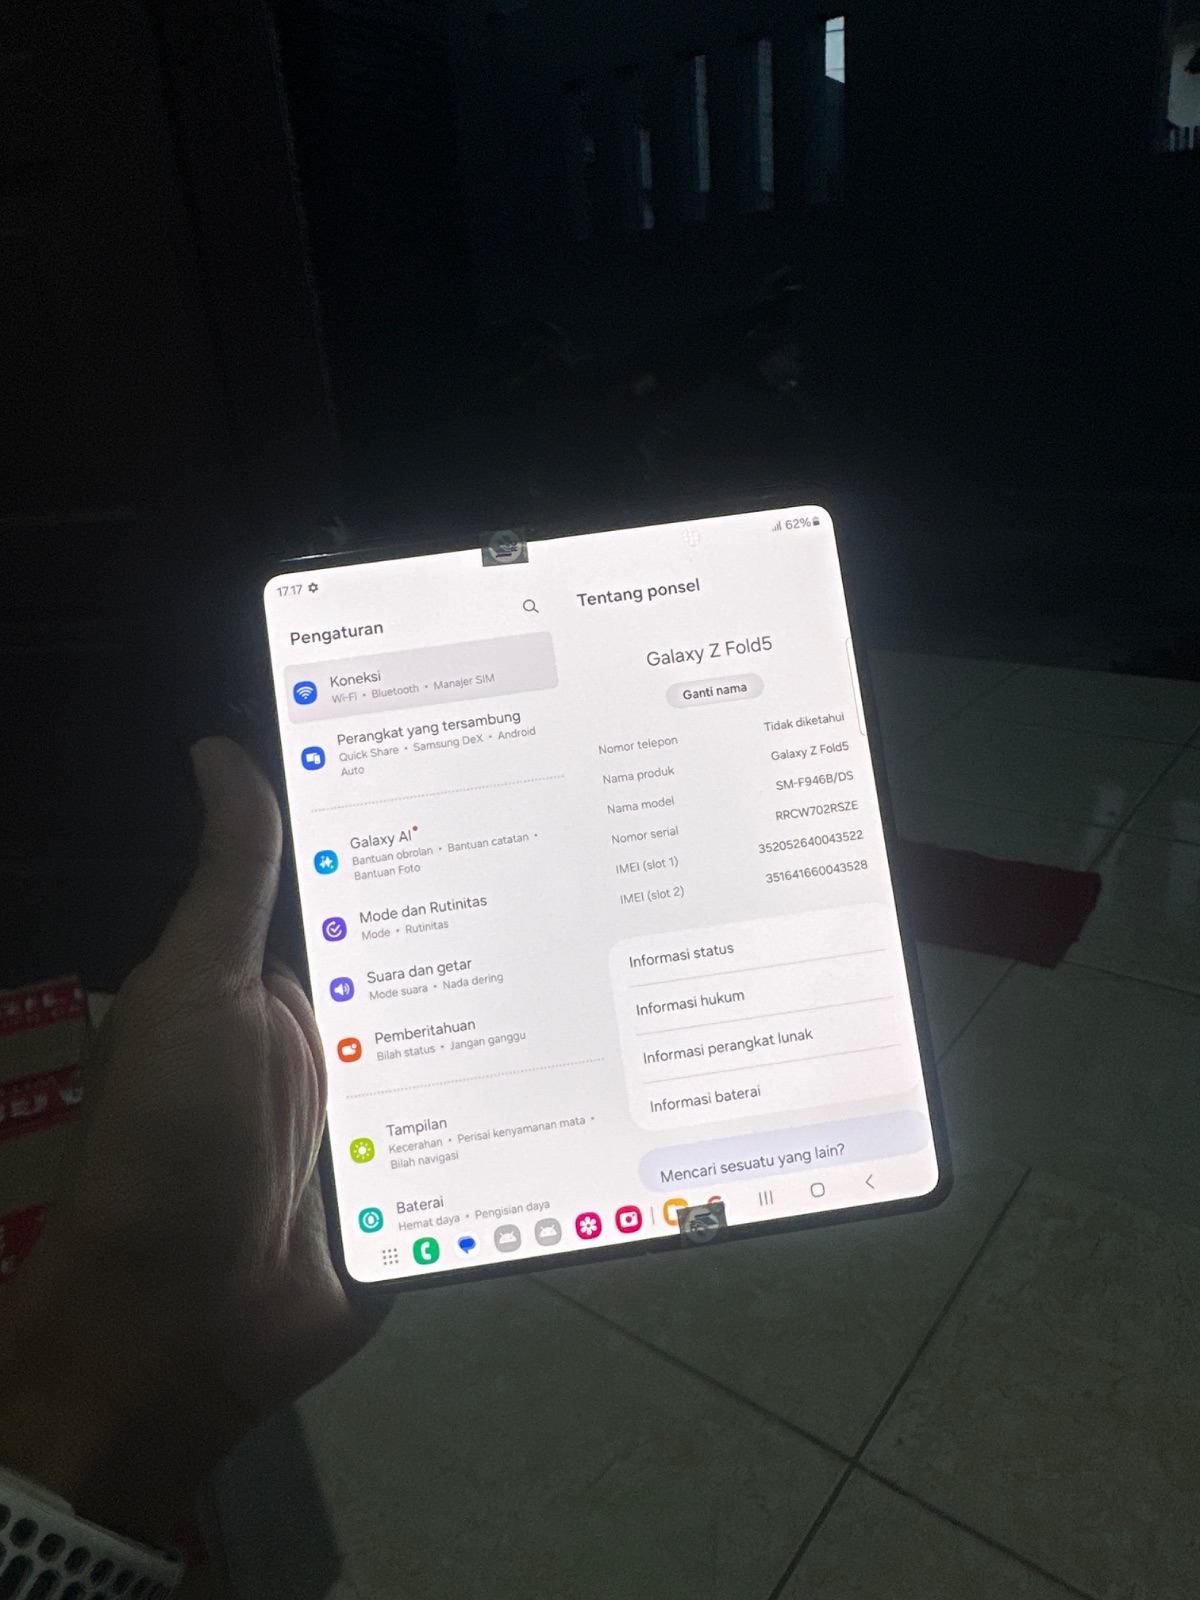 17.17
62%
Pengaturan
Koneksi
Wi-Fi • Bluetooth • Manajer SIM
Perangkat yang tersambung
Quick Share • Samsung DeX • Android
Auto
Galaxy AI
Bantuan obrolan • Bantuan catatan •
Bantuan Foto
Mode dan Rutinitas
Mode • Rutinitas
Suara dan getar
Mode suara • Nada dering
Pemberitahuan
Bilah status • Jangan ganggu
Tampilan
Kecerahan • Perisai kenyamanan mata •
Bilah navigasi
Baterai
Hemat daya • Pengisian daya
Tentang ponsel
Galaxy Z Fold5
Ganti nama
Nomor telepon Tidak diketahui
Nama produk Galaxy Z Fold5
Nama model SM-F946B/DS
Nomor serial RRCW702RSZE
IMEI (slot 1) 352052640043522
IMEI (slot 2) 351641660043528
Informasi status
Informasi hukum
Informasi perangkat lunak
Informasi baterai
Mencari sesuatu yang lain?